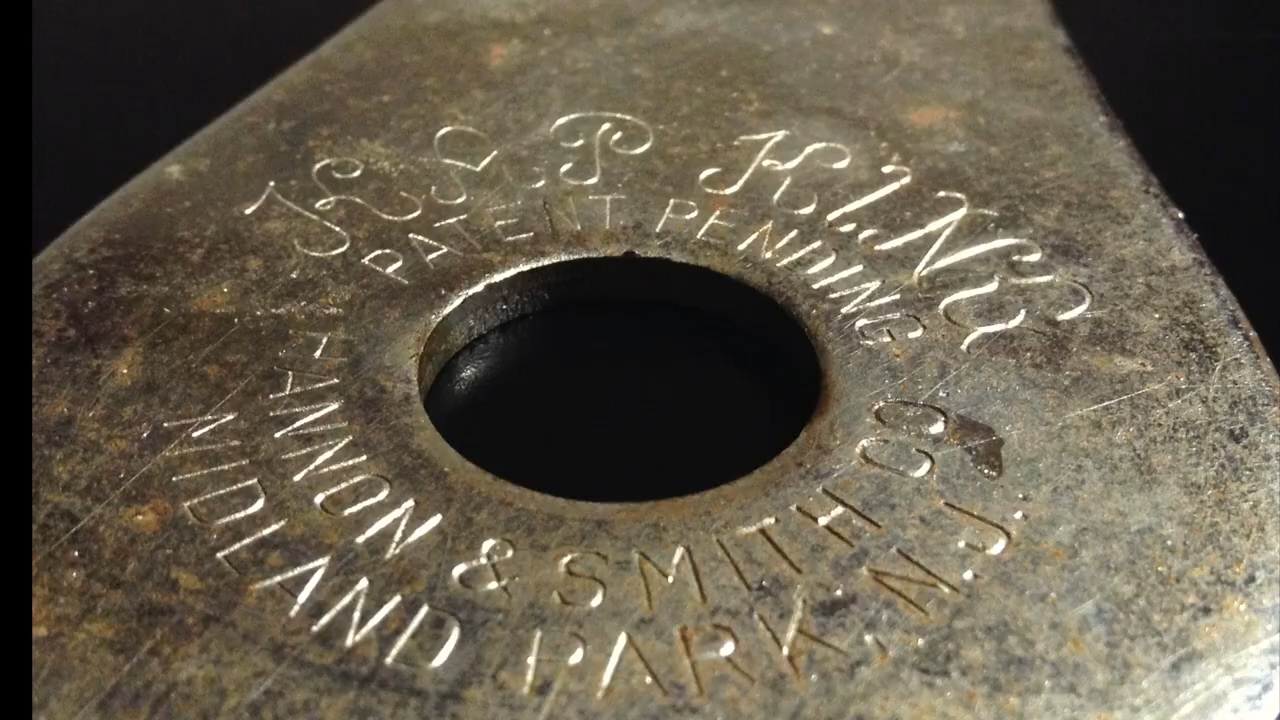 KING
PATENT PENDING
HANNON & SMITH CO
MIDLAND PARK, N.J.